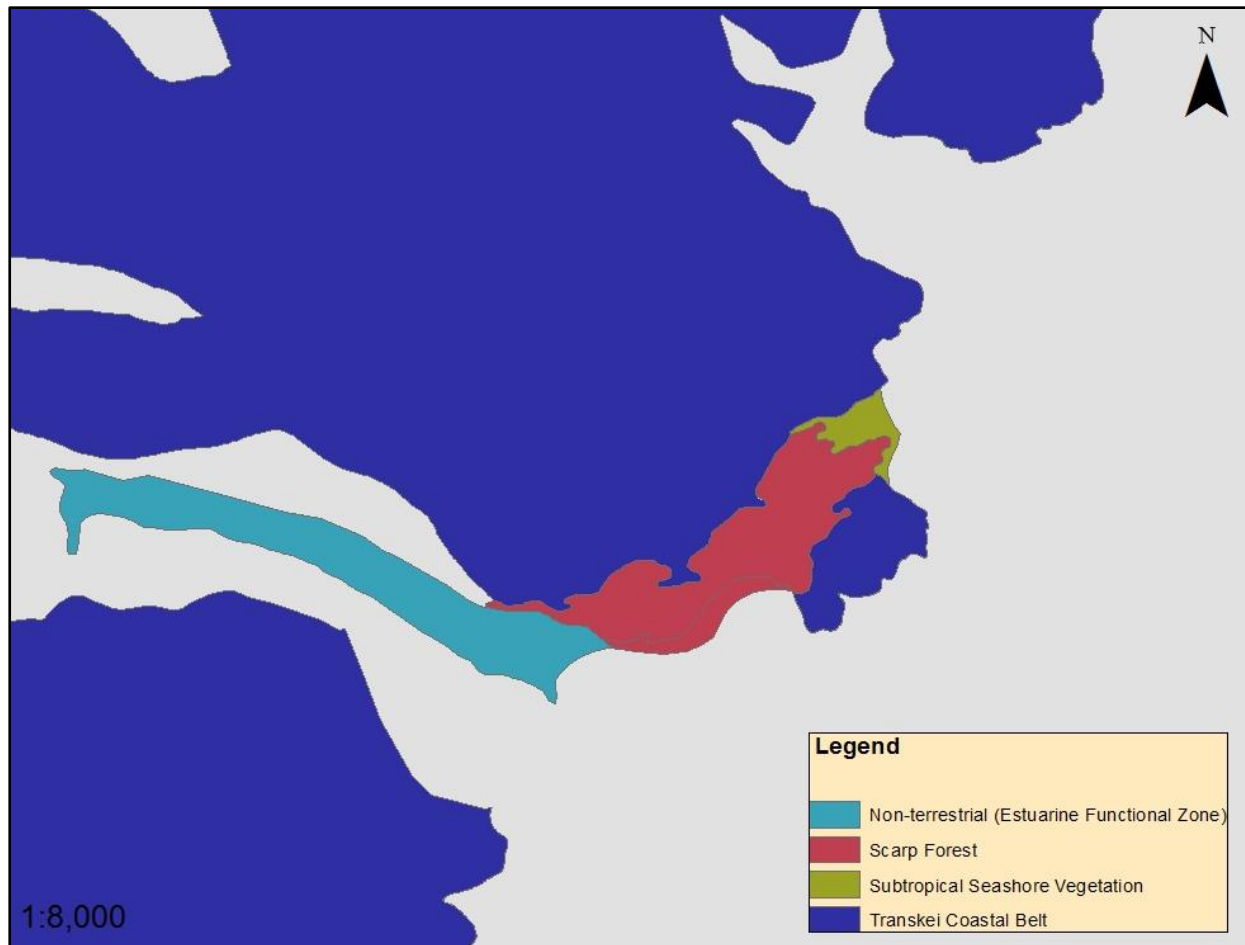 N
Legend
Non-terrestrial (Estuarine Functional Zone)
Scarp Forest
Subtropical Seashore Vegetation
Transkei Coastal Belt
1:8,000